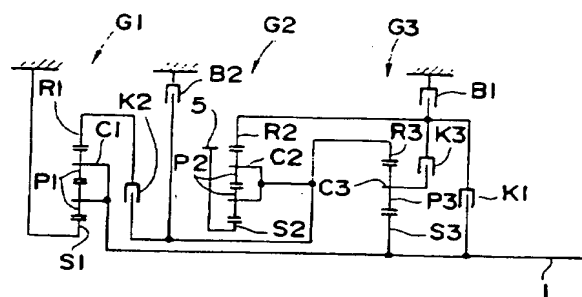 G1 G2 G3
B2 B1
R1 K2 5 R2 R3 K3
C1 P2 C2 C3
P1 P3 K1
S1 S2 S3
1